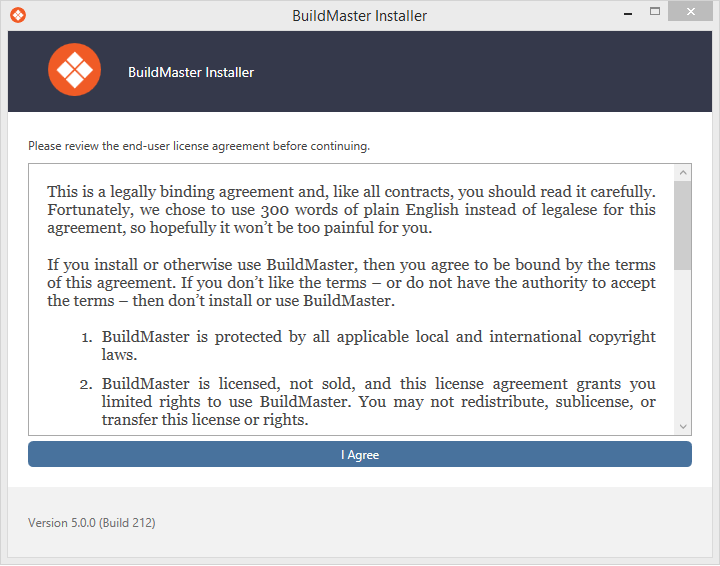 BuildMaster Installer
BuildMaster Installer
Please review the end-user license agreement before continuing.
This is a legally binding agreement and, like all contracts, you should read it carefully.
Fortunately, we chose to use 300 words of plain English instead of legalese for this
agreement, so hopefully it won’t be too painful for you.
If you install or otherwise use BuildMaster, then you agree to be bound by the terms
of this agreement. If you don’t like the terms – or do not have the authority to accept
the terms – then don’t install or use BuildMaster.
1. BuildMaster is protected by all applicable local and international copyright
laws.
2. BuildMaster is licensed, not sold, and this license agreement grants you
limited rights to use BuildMaster. You may not redistribute, sublicense, or
transfer this license or rights.
I Agree
Version 5.0.0 (Build 212)